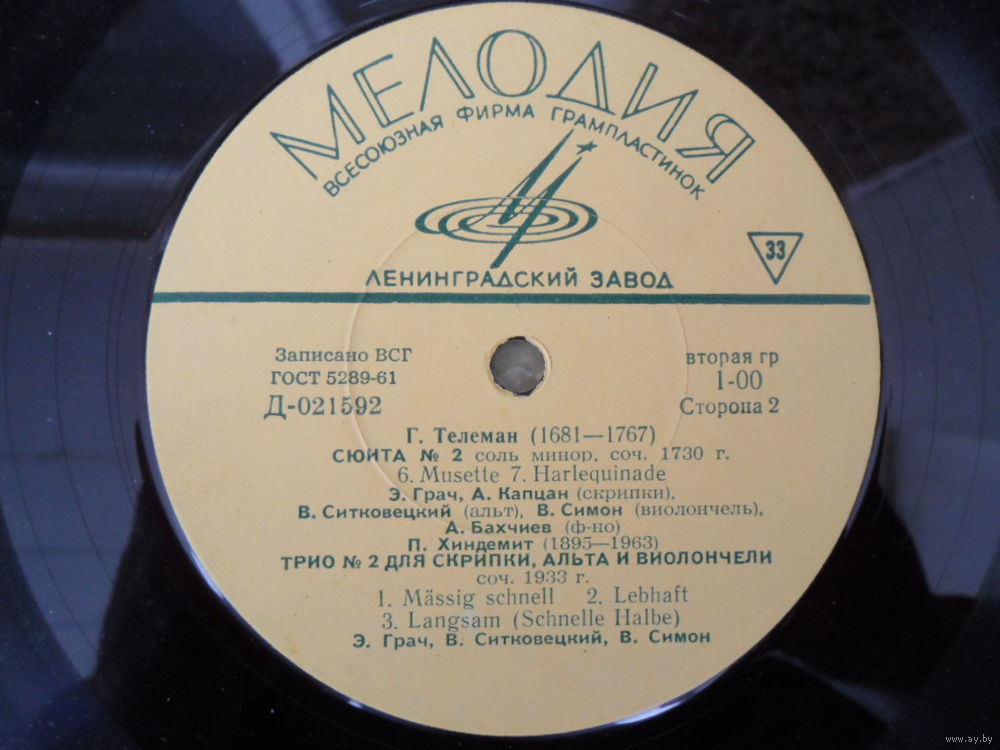 МЕЛОДИЯ
ВСЕСОЮЗНАЯ ФИРМА ГРАМПЛАСТИНОК
ЛЕНИНГРАДСКИЙ ЗАВОД
33
Записано ВСГ
ГОСТ 5289-61
Д-021592
вторая гр
1-00
Сторона 2
Г. Телеман (1681—1767)
СЮИТА № 2 соль минор, соч. 1730 г.
6. Musette 7. Harlequinade
Э. Грач, А. Капцан (скрипки),
В. Ситковецкий (альт), В. Симон (виолончель),
А. Бахчиев (ф-но)
П. Хиндемит (1895—1963)
ТРИО № 2 ДЛЯ СКРИПКИ, АЛЬТА И ВИОЛОНЧЕЛИ
соч. 1933 г.
1. Mässig schnell 2. Lebhaft
3. Langsam (Schnelle Halbe)
Э. Грач, В. Ситковецкий, В. Симон
www.ay.by